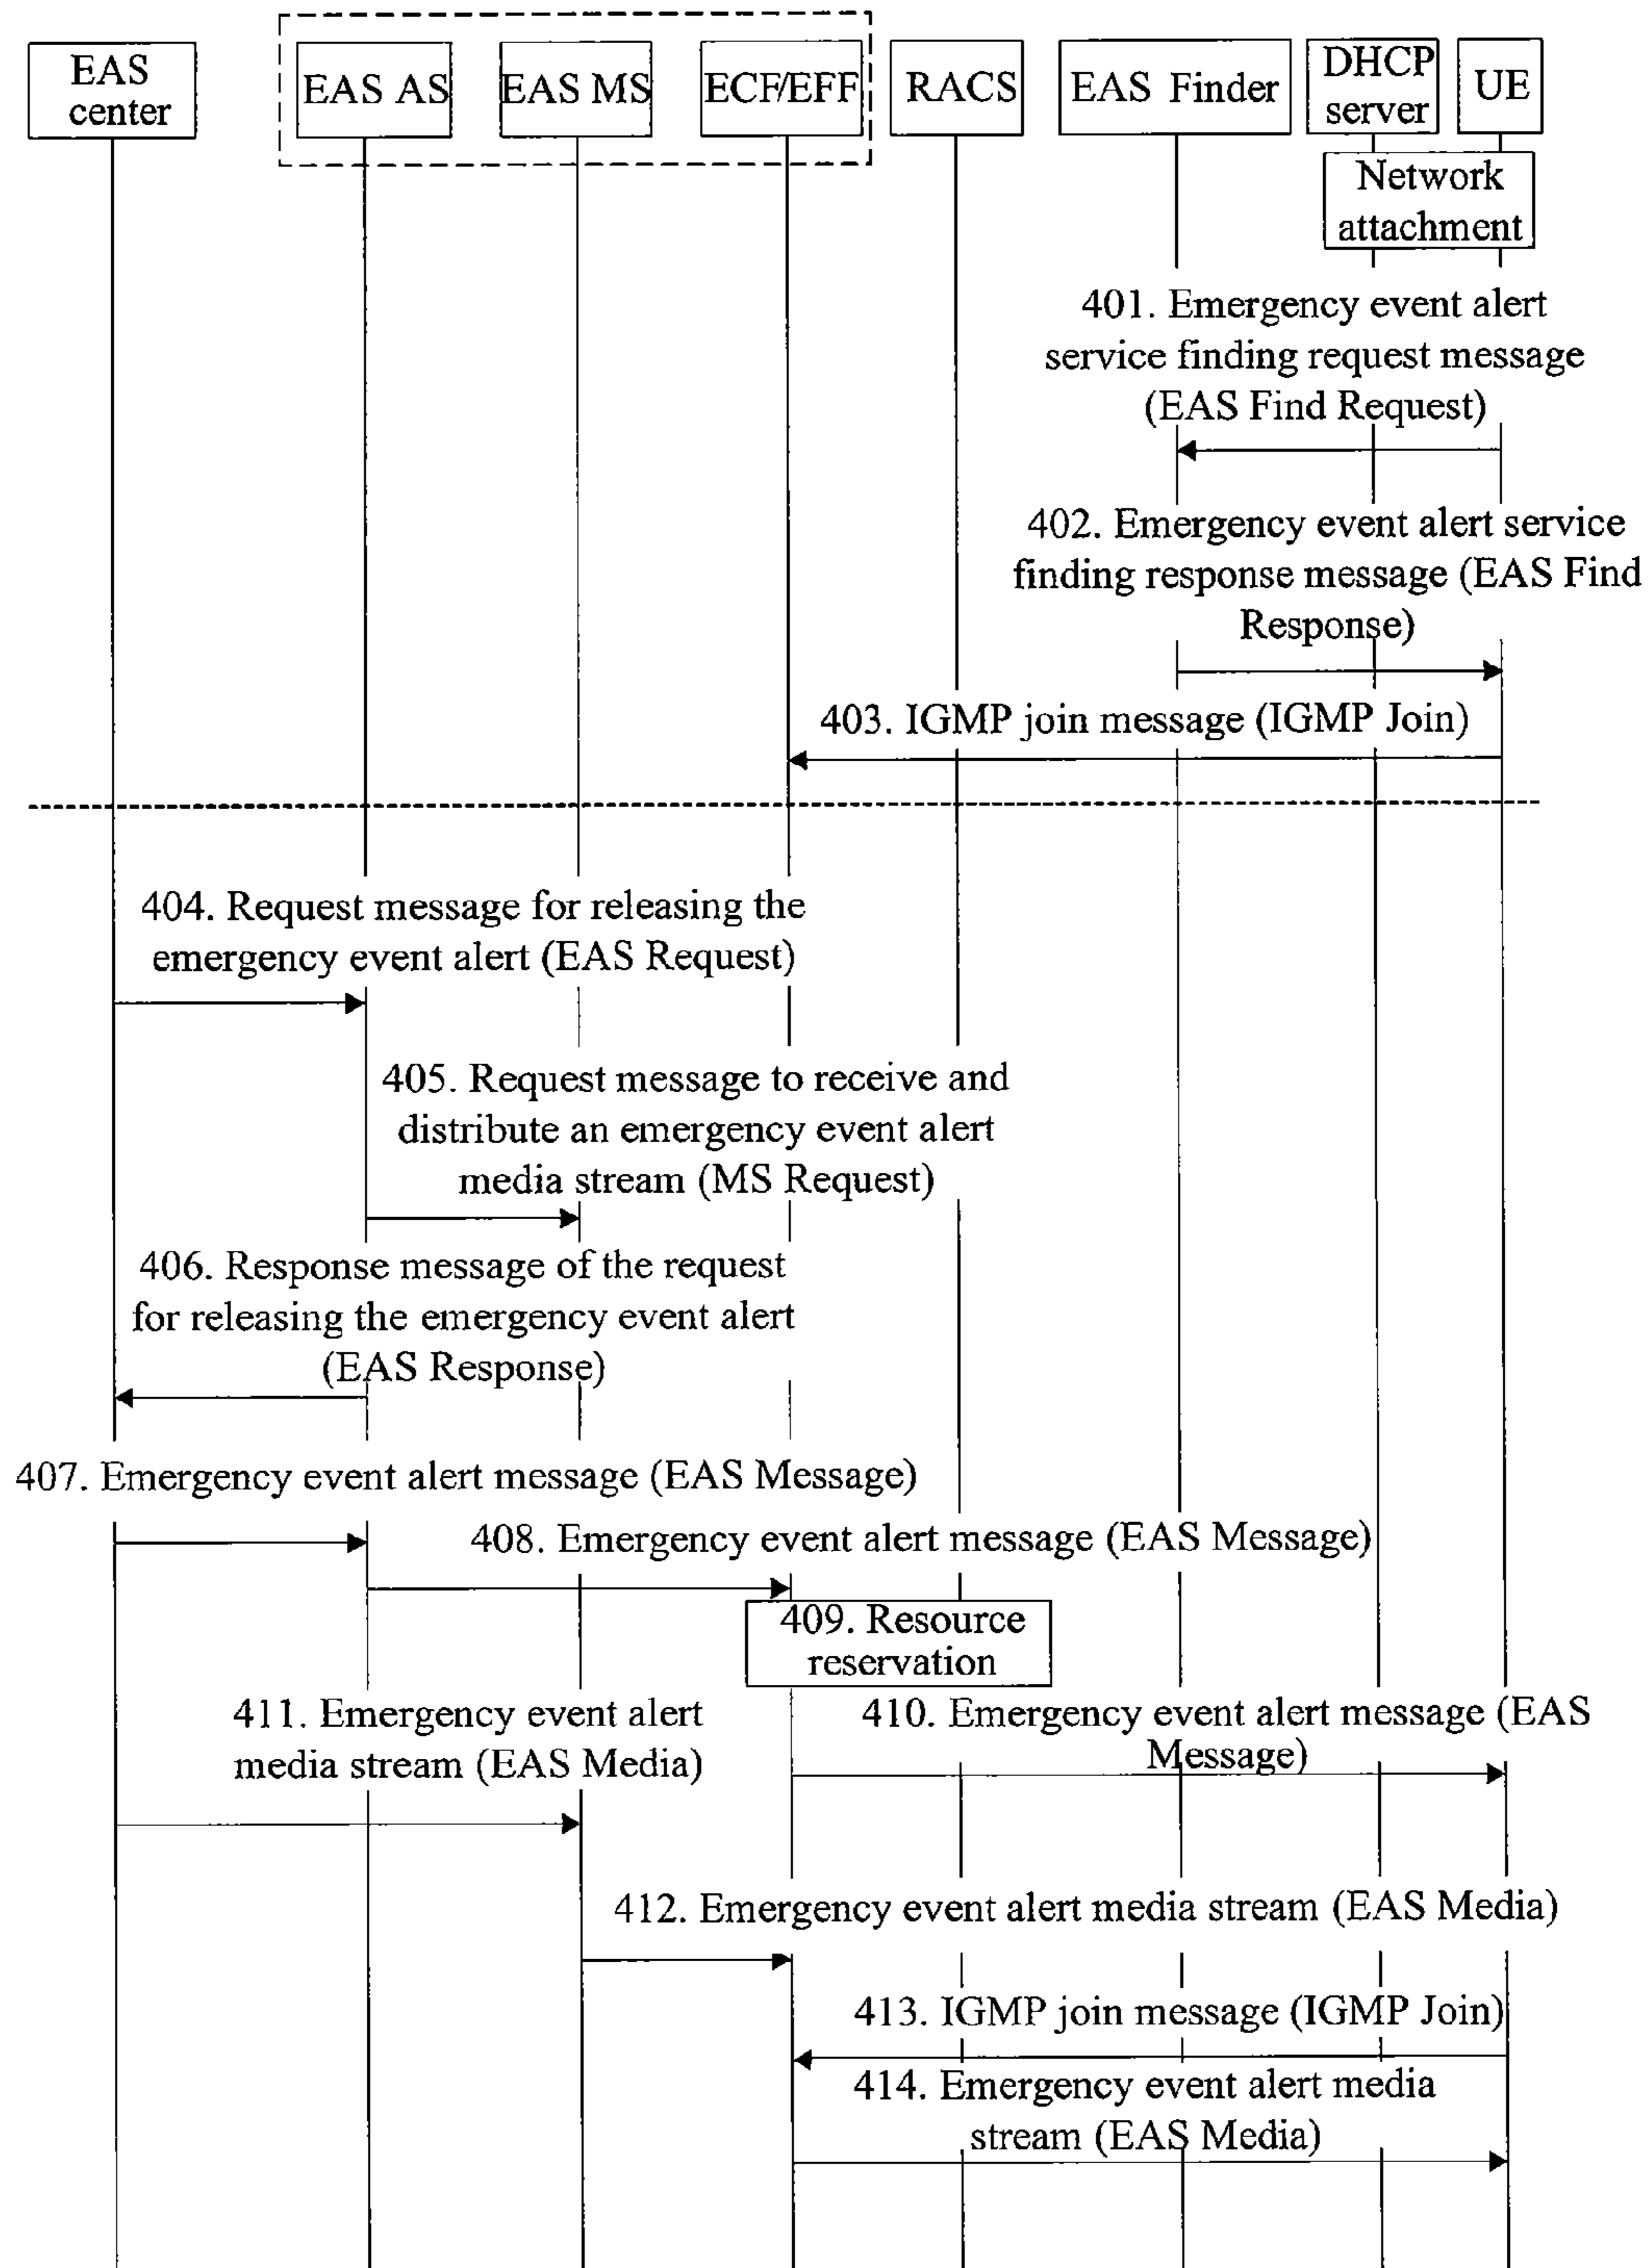 EAS
center
EAS AS
EAS MS
ECF/EFF
RACS
EAS Finder
DHCP
server
UE
Network
attachment
401. Emergency event alert
service finding request message
(EAS Find Request)
402. Emergency event alert service
finding response message (EAS Find
Response)
403. IGMP join message (IGMP Join)
404. Request message for releasing the
emergency event alert (EAS Request)
405. Request message to receive and
distribute an emergency event alert
media stream (MS Request)
406. Response message of the request
for releasing the emergency event alert
(EAS Response)
407. Emergency event alert message (EAS Message)
408. Emergency event alert message (EAS Message)
409. Resource
reservation
411. Emergency event alert
media stream (EAS Media)
410. Emergency event alert message (EAS
Message)
412. Emergency event alert media stream (EAS Media)
413. IGMP join message (IGMP Join)
414. Emergency event alert media
stream (EAS Media)